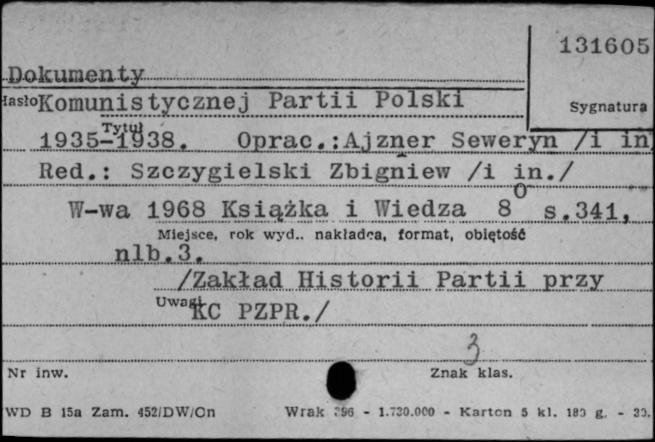 131605
Dokumenty
Hasło Komunistycznej Partii Polski
Sygnatura
Tytuł
1935-1938. Oprac.:Ajzner Seweryn /i in
Red.: Szczygielski Zbigniew /i in./
W-wa 1968 Książka i Wiedza 8° s.341,
Miejsce, rok wyd.. nakładca, format, objętość
nlb.3.
/Zakład Historii Partii przy
Uwagi
KC PZPR./
3
Nr inw. Znak klas.
WD B 15a Zam. 452/DW/On Wrak 396 - 1.730.000 - Karton 5 kl. 180 g. - 20.